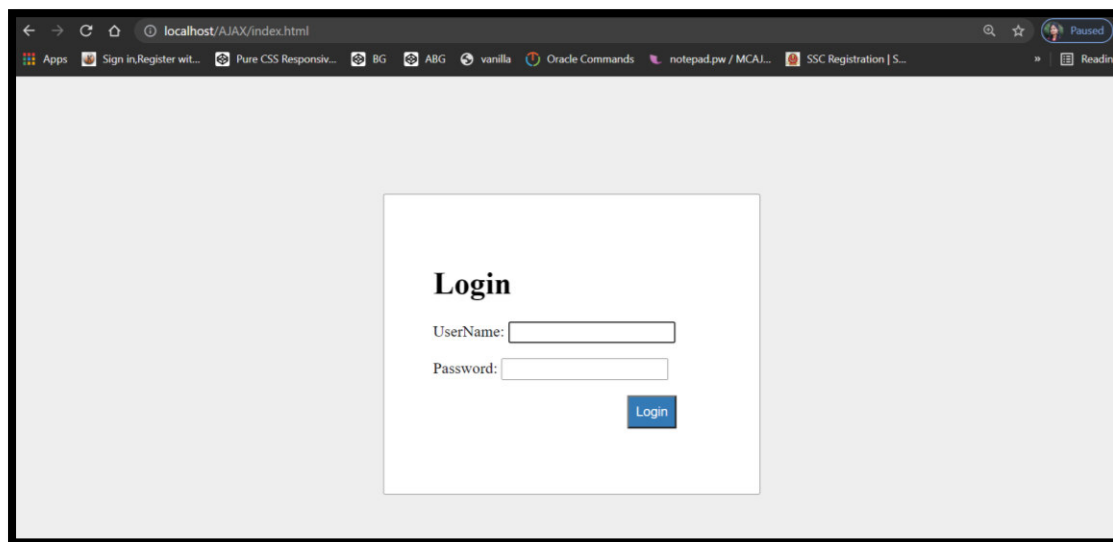 localhost/AJAX/index.html
Paused
Apps Sign in,Register wit... Pure CSS Responsiv... BG ABG vanilla Oracle Commands notepad.pw / MCAJ... SSC Registration | S... » Readin
Login
UserName:
Password:
Login